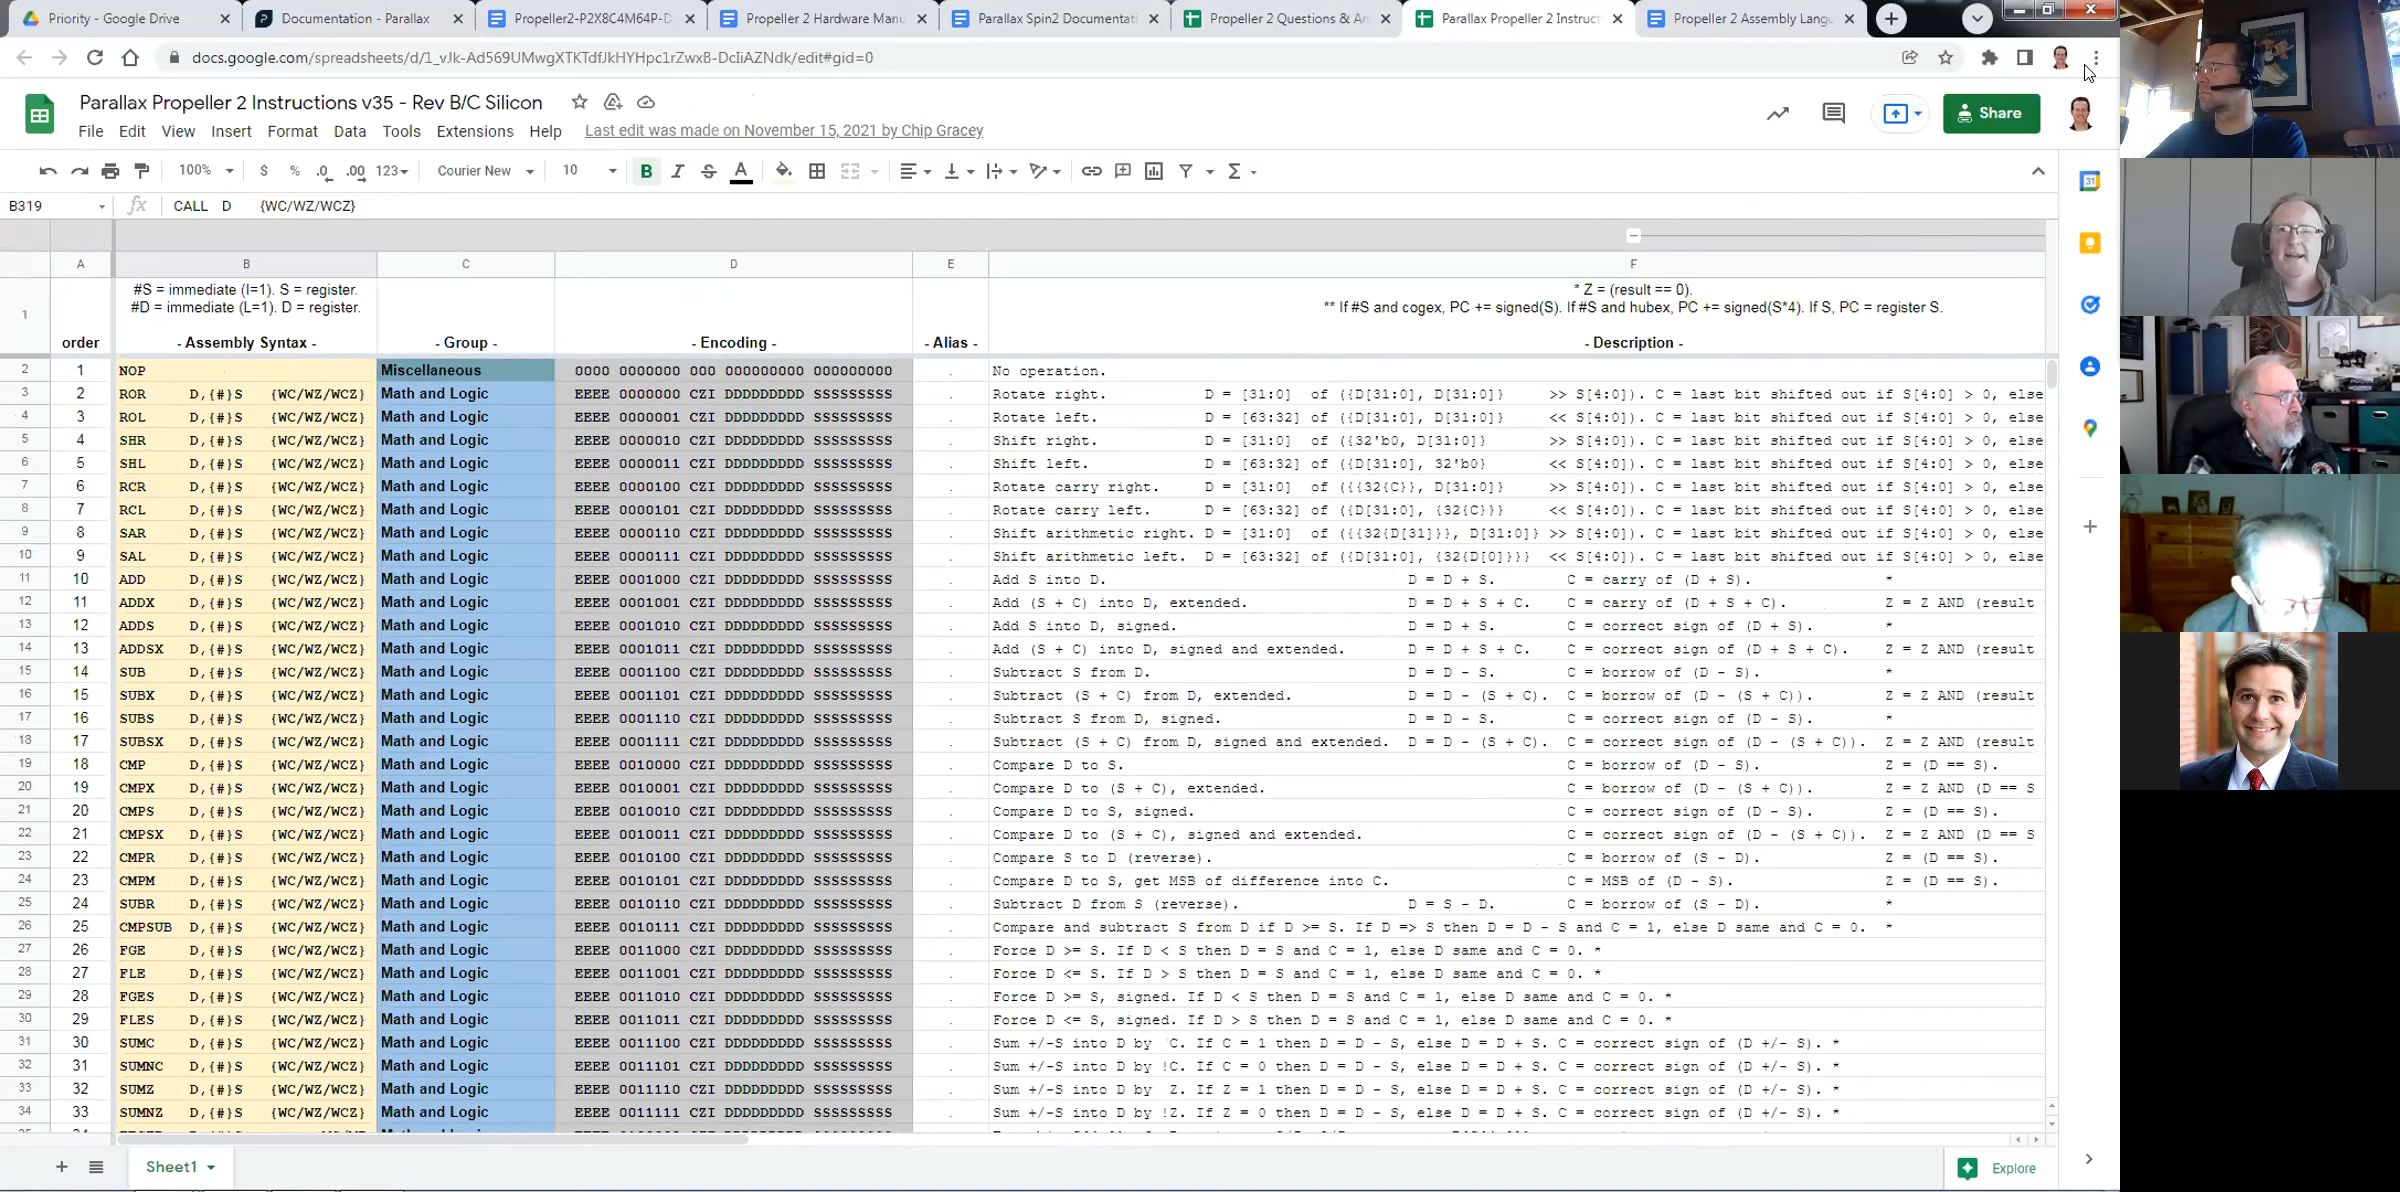 Priority - Google Drive
Documentation - Parallax
Propeller2-P2X8C4M64P-D
Propeller 2 Hardware Manu
Parallax Spin2 Documentati
Propeller 2 Questions & An
Parallax Propeller 2 Instruct
Propeller 2 Assembly Lang
docs.google.com/spreadsheets/d/1_vJk-Ad569UMwgXTKTdfJkHYHpc1rZwxB-DcIiAZNdk/edit#gid=0
Parallax Propeller 2 Instructions v35 - Rev B/C Silicon
File Edit View Insert Format Data Tools Extensions Help Last edit was made on November 15, 2021 by Chip Gracey
Share
100% $ % .0 .00 123 Courier New 10 B I S A
B319 fx CALL D {WC/WZ/WCZ}
31
A B C D E F
#S = immediate (I=1). S = register.
#D = immediate (L=1). D = register.
* Z = (result == 0).
** If #S and cogex, PC += signed(S). If #S and hubex, PC += signed(S*4). If S, PC = register S.
1 order - Assembly Syntax - - Group - - Encoding - - Alias - - Description -
2 1 NOP Miscellaneous 0000 0000000 000 000000000 000000000 . No operation.
3 2 ROR D,{#}S {WC/WZ/WCZ} Math and Logic EEEE 0000000 CZI DDDDDDDDD SSSSSSSSS . Rotate right. D = [31:0] of ({D[31:0], D[31:0]} >> S[4:0]). C = last bit shifted out if S[4:0] > 0, else
4 3 ROL D,{#}S {WC/WZ/WCZ} Math and Logic EEEE 0000001 CZI DDDDDDDDD SSSSSSSSS . Rotate left. D = [63:32] of ({D[31:0], D[31:0]} << S[4:0]). C = last bit shifted out if S[4:0] > 0, else
5 4 SHR D,{#}S {WC/WZ/WCZ} Math and Logic EEEE 0000010 CZI DDDDDDDDD SSSSSSSSS . Shift right. D = [31:0] of ({32'b0, D[31:0]} >> S[4:0]). C = last bit shifted out if S[4:0] > 0, else
6 5 SHL D,{#}S {WC/WZ/WCZ} Math and Logic EEEE 0000011 CZI DDDDDDDDD SSSSSSSSS . Shift left. D = [63:32] of ({D[31:0], 32'b0} << S[4:0]). C = last bit shifted out if S[4:0] > 0, else
7 6 RCR D,{#}S {WC/WZ/WCZ} Math and Logic EEEE 0000100 CZI DDDDDDDDD SSSSSSSSS . Rotate carry right. D = [31:0] of ({{32{C}}, D[31:0]} >> S[4:0]). C = last bit shifted out if S[4:0] > 0, else
8 7 RCL D,{#}S {WC/WZ/WCZ} Math and Logic EEEE 0000101 CZI DDDDDDDDD SSSSSSSSS . Rotate carry left. D = [63:32] of ({D[31:0], {32{C}}} << S[4:0]). C = last bit shifted out if S[4:0] > 0, else
9 8 SAR D,{#}S {WC/WZ/WCZ} Math and Logic EEEE 0000110 CZI DDDDDDDDD SSSSSSSSS . Shift arithmetic right. D = [31:0] of ({{32{D[31]}}, D[31:0]} >> S[4:0]). C = last bit shifted out if S[4:0] > 0, else
10 9 SAL D,{#}S {WC/WZ/WCZ} Math and Logic EEEE 0000111 CZI DDDDDDDDD SSSSSSSSS . Shift arithmetic left. D = [63:32] of ({D[31:0], {32{D[0]}}} << S[4:0]). C = last bit shifted out if S[4:0] > 0, else
11 10 ADD D,{#}S {WC/WZ/WCZ} Math and Logic EEEE 0001000 CZI DDDDDDDDD SSSSSSSSS . Add S into D. D = D + S. C = carry of (D + S). *
12 11 ADDX D,{#}S {WC/WZ/WCZ} Math and Logic EEEE 0001001 CZI DDDDDDDDD SSSSSSSSS . Add (S + C) into D, extended. D = D + S + C. C = carry of (D + S + C). Z = Z AND (result
13 12 ADDS D,{#}S {WC/WZ/WCZ} Math and Logic EEEE 0001010 CZI DDDDDDDDD SSSSSSSSS . Add S into D, signed. D = D + S. C = correct sign of (D + S). *
14 13 ADDSX D,{#}S {WC/WZ/WCZ} Math and Logic EEEE 0001011 CZI DDDDDDDDD SSSSSSSSS . Add (S + C) into D, signed and extended. D = D + S + C. C = correct sign of (D + S + C). Z = Z AND (result
15 14 SUB D,{#}S {WC/WZ/WCZ} Math and Logic EEEE 0001100 CZI DDDDDDDDD SSSSSSSSS . Subtract S from D. D = D - S. C = borrow of (D - S). *
16 15 SUBX D,{#}S {WC/WZ/WCZ} Math and Logic EEEE 0001101 CZI DDDDDDDDD SSSSSSSSS . Subtract (S + C) from D, extended. D = D - (S + C). C = borrow of (D - (S + C)). Z = Z AND (result
17 16 SUBS D,{#}S {WC/WZ/WCZ} Math and Logic EEEE 0001110 CZI DDDDDDDDD SSSSSSSSS . Subtract S from D, signed. D = D - S. C = correct sign of (D - S). *
18 17 SUBSX D,{#}S {WC/WZ/WCZ} Math and Logic EEEE 0001111 CZI DDDDDDDDD SSSSSSSSS . Subtract (S + C) from D, signed and extended. D = D - (S + C). C = correct sign of (D - (S + C)). Z = Z AND (result
19 18 CMP D,{#}S {WC/WZ/WCZ} Math and Logic EEEE 0010000 CZI DDDDDDDDD SSSSSSSSS . Compare D to S. C = borrow of (D - S). Z = (D == S).
20 19 CMPX D,{#}S {WC/WZ/WCZ} Math and Logic EEEE 0010001 CZI DDDDDDDDD SSSSSSSSS . Compare D to (S + C), extended. C = borrow of (D - (S + C)). Z = Z AND (D == S
21 20 CMPS D,{#}S {WC/WZ/WCZ} Math and Logic EEEE 0010010 CZI DDDDDDDDD SSSSSSSSS . Compare D to S, signed. C = correct sign of (D - S). Z = (D == S).
22 21 CMPSX D,{#}S {WC/WZ/WCZ} Math and Logic EEEE 0010011 CZI DDDDDDDDD SSSSSSSSS . Compare D to (S + C), signed and extended. C = correct sign of (D - (S + C)). Z = Z AND (D == S
23 22 CMPR D,{#}S {WC/WZ/WCZ} Math and Logic EEEE 0010100 CZI DDDDDDDDD SSSSSSSSS . Compare S to D (reverse). C = borrow of (S - D). Z = (D == S).
24 23 CMPM D,{#}S {WC/WZ/WCZ} Math and Logic EEEE 0010101 CZI DDDDDDDDD SSSSSSSSS . Compare D to S, get MSB of difference into C. C = MSB of (D - S). Z = (D == S).
25 24 SUBR D,{#}S {WC/WZ/WCZ} Math and Logic EEEE 0010110 CZI DDDDDDDDD SSSSSSSSS . Subtract D from S (reverse). D = S - D. C = borrow of (S - D). *
26 25 CMPSUB D,{#}S {WC/WZ/WCZ} Math and Logic EEEE 0010111 CZI DDDDDDDDD SSSSSSSSS . Compare and subtract S from D if D >= S. If D => S then D = D - S and C = 1, else D same and C = 0. *
27 26 FGE D,{#}S {WC/WZ/WCZ} Math and Logic EEEE 0011000 CZI DDDDDDDDD SSSSSSSSS . Force D >= S. If D < S then D = S and C = 1, else D same and C = 0. *
28 27 FLE D,{#}S {WC/WZ/WCZ} Math and Logic EEEE 0011001 CZI DDDDDDDDD SSSSSSSSS . Force D <= S. If D > S then D = S and C = 1, else D same and C = 0. *
29 28 FGES D,{#}S {WC/WZ/WCZ} Math and Logic EEEE 0011010 CZI DDDDDDDDD SSSSSSSSS . Force D >= S, signed. If D < S then D = S and C = 1, else D same and C = 0. *
30 29 FLES D,{#}S {WC/WZ/WCZ} Math and Logic EEEE 0011011 CZI DDDDDDDDD SSSSSSSSS . Force D <= S, signed. If D > S then D = S and C = 1, else D same and C = 0. *
31 30 SUMC D,{#}S {WC/WZ/WCZ} Math and Logic EEEE 0011100 CZI DDDDDDDDD SSSSSSSSS . Sum +/-S into D by C. If C = 1 then D = D - S, else D = D + S. C = correct sign of (D +/- S). *
32 31 SUMNC D,{#}S {WC/WZ/WCZ} Math and Logic EEEE 0011101 CZI DDDDDDDDD SSSSSSSSS . Sum +/-S into D by !C. If C = 0 then D = D - S, else D = D + S. C = correct sign of (D +/- S). *
33 32 SUMZ D,{#}S {WC/WZ/WCZ} Math and Logic EEEE 0011110 CZI DDDDDDDDD SSSSSSSSS . Sum +/-S into D by Z. If Z = 1 then D = D - S, else D = D + S. C = correct sign of (D +/- S). *
34 33 SUMNZ D,{#}S {WC/WZ/WCZ} Math and Logic EEEE 0011111 CZI DDDDDDDDD SSSSSSSSS . Sum +/-S into D by !Z. If Z = 0 then D = D - S, else D = D + S. C = correct sign of (D +/- S). *
Sheet1
Explore